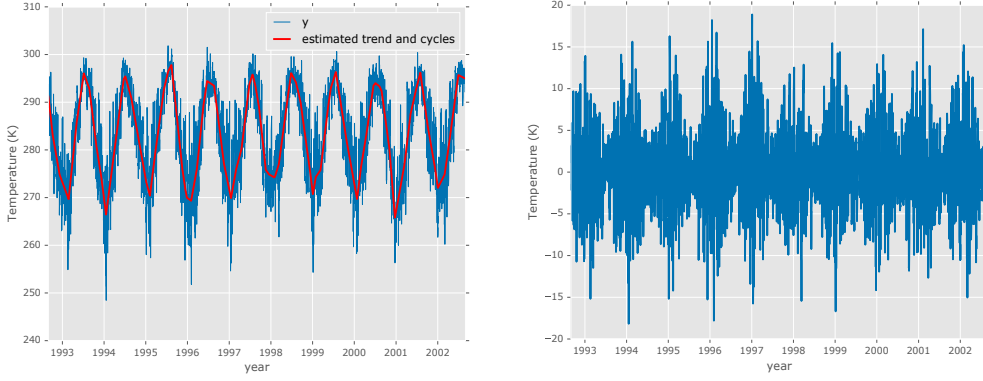 310
300
290
280
270
260
250
240
Temperature (K)
y
estimated trend and cycles
1993 1994 1995 1996 1997 1998 1999 2000 2001 2002
year
20
15
10
5
0
−5
−10
−15
−20
Temperature (K)
1993 1994 1995 1996 1997 1998 1999 2000 2001 2002
year